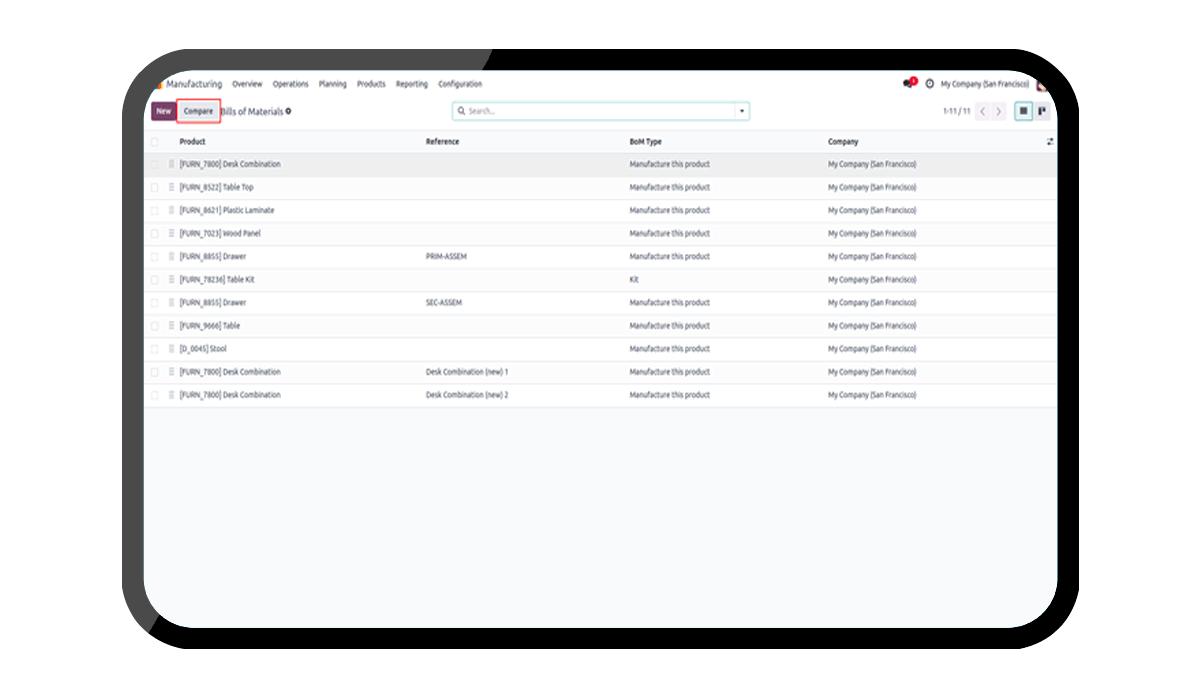 Manufacturing Overview Operations Planning Products Reporting Configuration 1 My Company (San Francisco)
New Compare Bills of Materials Search... 1-11 / 11
Product Reference BoM Type Company
[FURN_7800] Desk Combination Manufacture this product My Company (San Francisco)
[FURN_8522] Table Top Manufacture this product My Company (San Francisco)
[FURN_8621] Plastic Laminate Manufacture this product My Company (San Francisco)
[FURN_7023] Wood Panel Manufacture this product My Company (San Francisco)
[FURN_8855] Drawer PRIM-ASSEM Manufacture this product My Company (San Francisco)
[FURN_78236] Table Kit Kit My Company (San Francisco)
[FURN_8855] Drawer SEC-ASSEM Manufacture this product My Company (San Francisco)
[FURN_9666] Table Manufacture this product My Company (San Francisco)
[D_0045] Stool Manufacture this product My Company (San Francisco)
[FURN_7800] Desk Combination Desk Combination (new) 1 Manufacture this product My Company (San Francisco)
[FURN_7800] Desk Combination Desk Combination (new) 2 Manufacture this product My Company (San Francisco)